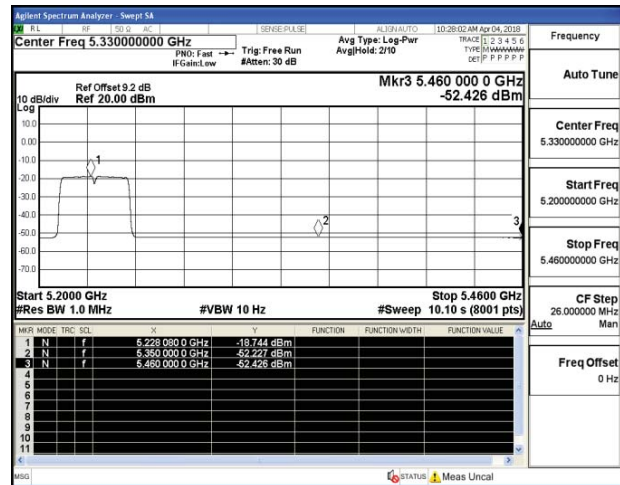 Agilent Spectrum Analyzer - Swept SA
RL RF 50 Ω AC SENSE:PULSE ALIGN AUTO 10:28:02 AM Apr 04, 2018
Center Freq 5.330000000 GHz
PNO: Fast
IFGain:Low
Trig: Free Run
#Atten: 30 dB
Avg Type: Log-Pwr
Avg|Hold: 2/10
TRACE 1 2 3 4 5 6
TYPE M WWWWW
DET P P P P P P
Ref Offset 9.2 dB
Ref 20.00 dBm
10 dB/div
Log
Mkr3 5.460 000 0 GHz
-52.426 dBm
10.0
0.00
-10.0
-20.0
-30.0
-40.0
-50.0
-60.0
-70.0
1
2
3
Start 5.2000 GHz Stop 5.4600 GHz
#Res BW 1.0 MHz #VBW 10 Hz #Sweep 10.10 s (8001 pts)
MKR MODE TRC SCL X Y FUNCTION FUNCTION WIDTH FUNCTION VALUE
1 N f 5.228 080 0 GHz -18.744 dBm
2 N f 5.350 000 0 GHz -52.227 dBm
3 N f 5.460 000 0 GHz -52.426 dBm
4
5
6
7
8
9
10
11
MSG STATUS Meas Uncal
Frequency
Auto Tune
Center Freq
5.330000000 GHz
Start Freq
5.200000000 GHz
Stop Freq
5.460000000 GHz
CF Step
26.000000 MHz
Auto Man
Freq Offset
0 Hz